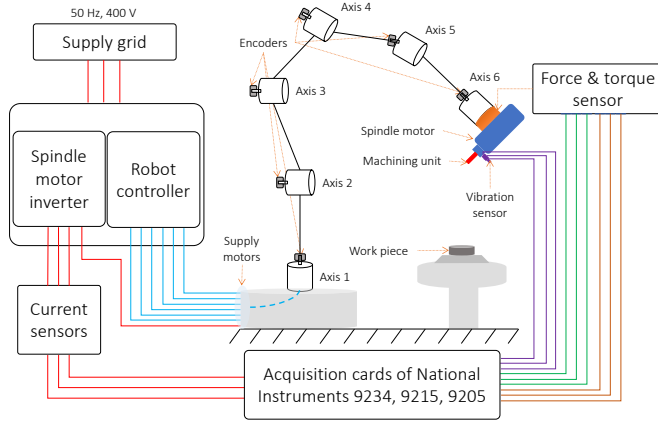 50 Hz, 400 V
Supply grid
Spindle
motor
inverter
Robot
controller
Current
sensors
Supply
motors
Encoders
Axis 4
Axis 5
Axis 3
Axis 6
Axis 2
Axis 1
Spindle motor
Machining unit
Vibration
sensor
Work piece
Force & torque
sensor
Acquisition cards of National
Instruments 9234, 9215, 9205